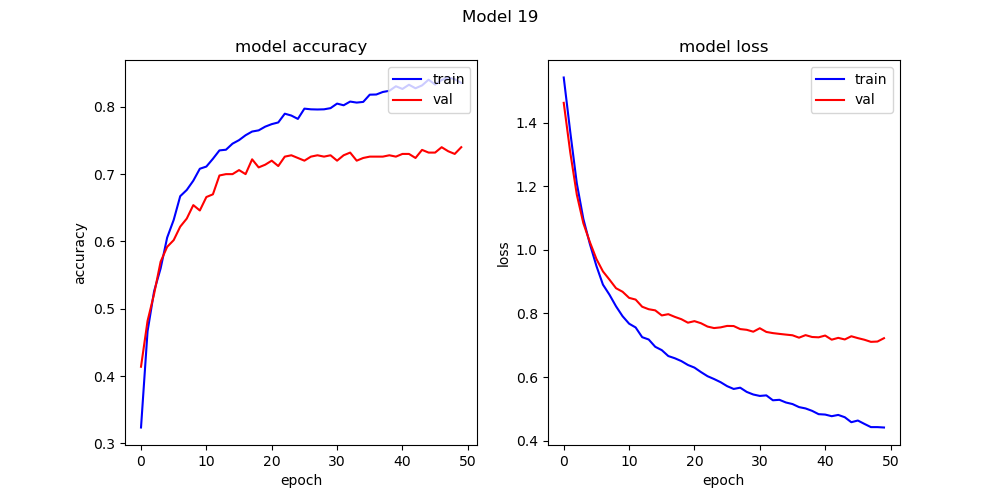 Model 19
model accuracy
train
val
0.8
0.7
0.6
0.5
0.4
0.3
accuracy
0 10 20 30 40 50
epoch
model loss
train
val
1.4
1.2
1.0
0.8
0.6
0.4
loss
0 10 20 30 40 50
epoch